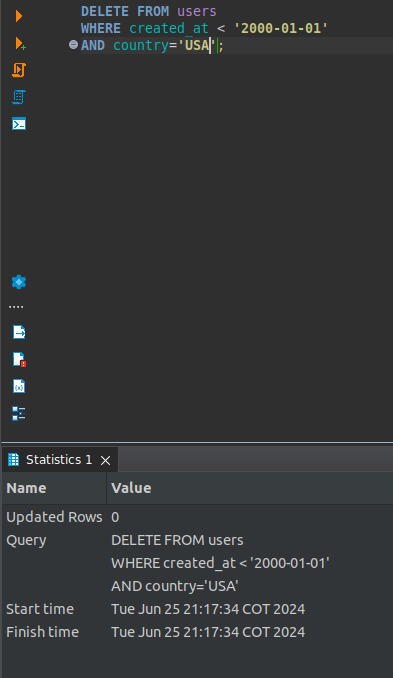 DELETE FROM users
WHERE created_at < '2000-01-01'
AND country='USA';
Statistics 1
Name Value
Updated Rows 0
Query DELETE FROM users
WHERE created_at < '2000-01-01'
AND country='USA'
Start time Tue Jun 25 21:17:34 COT 2024
Finish time Tue Jun 25 21:17:34 COT 2024